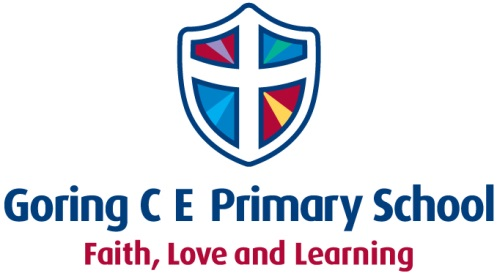 Goring C E Primary School
Faith, Love and Learning